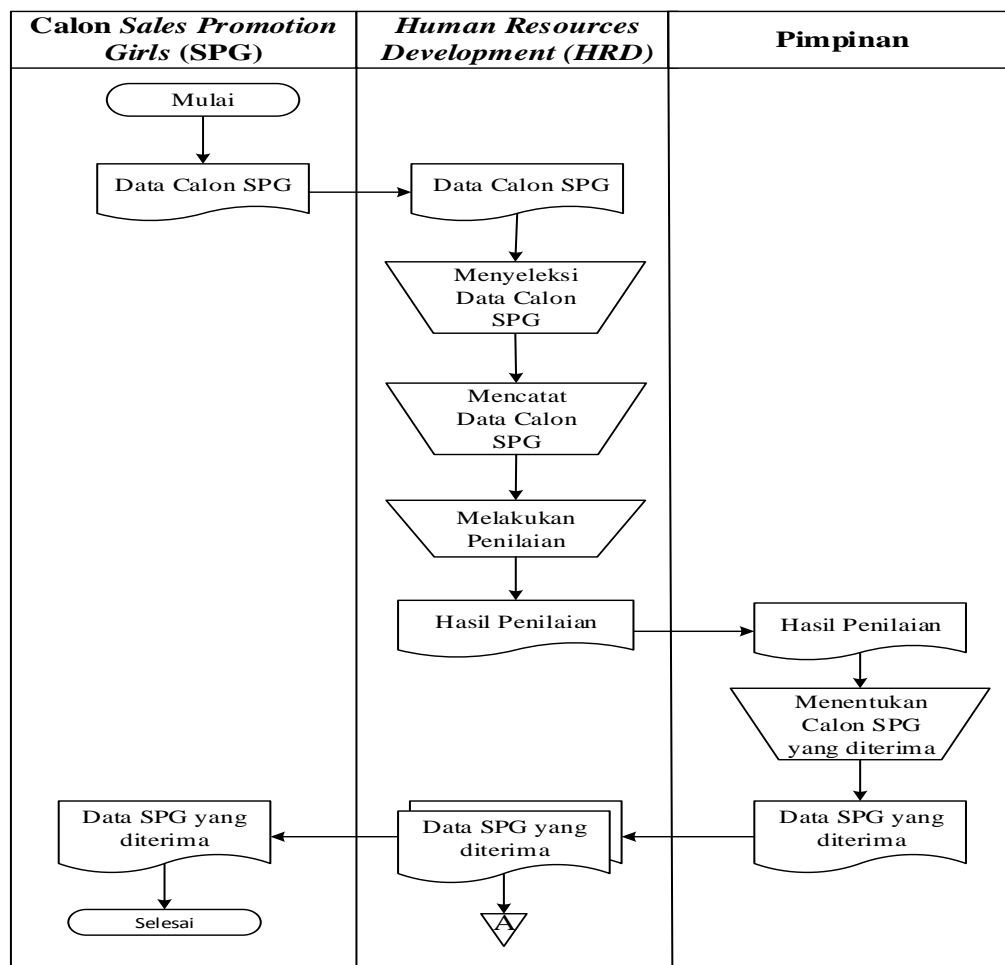 Calon Sales Promotion
Girls (SPG)
Human Resources
Development (HRD)
Pimpinan
Mulai
Data Calon SPG
Data Calon SPG
Menyeleksi
Data Calon
SPG
Mencatat
Data Calon
SPG
Melakukan
Penilaian
Hasil Penilaian
Hasil Penilaian
Menentukan
Calon SPG
yang diterima
Data SPG yang
diterima
Data SPG yang
diterima
Data SPG yang
diterima
Selesai
A